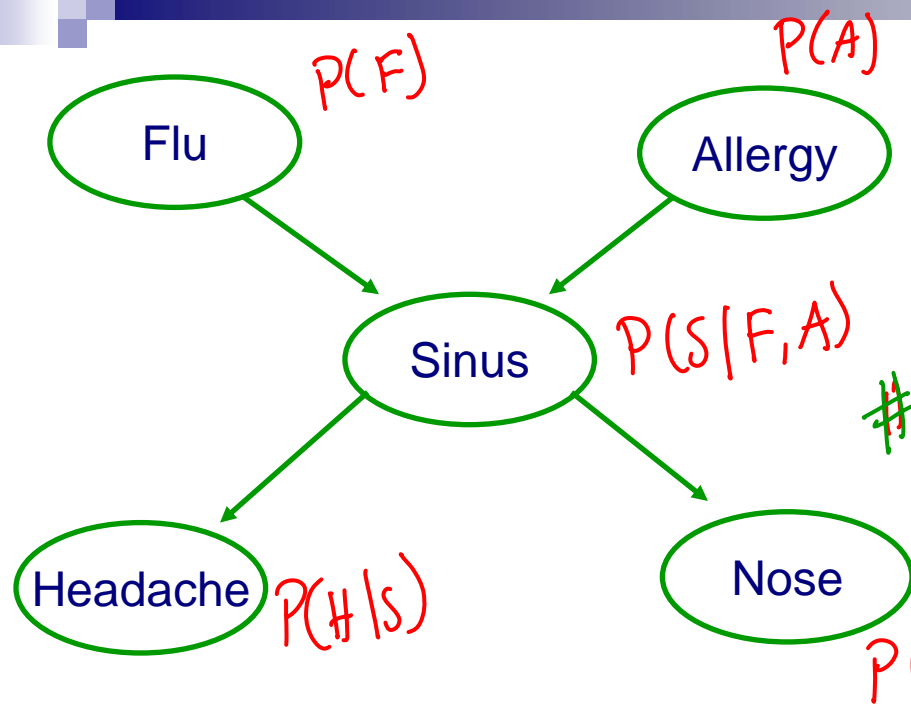 P(F)
P(A)
Flu
Allergy
Sinus
P(S|F,A)
#
Headache
P(H|S)
Nose
P(